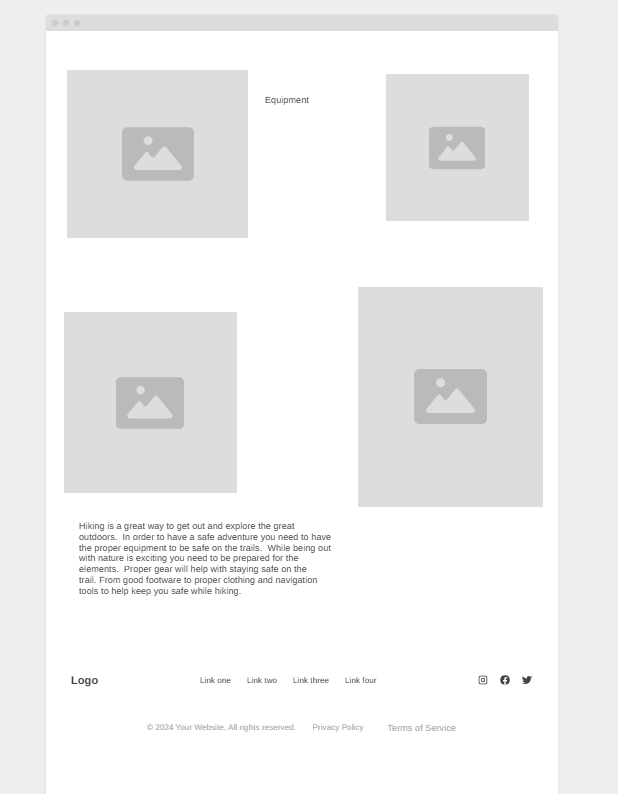 Equipment
Hiking is a great way to get out and explore the great
outdoors.  In order to have a safe adventure you need to have
the proper equipment to be safe on the trails.  While being out
with nature is exciting you need to be prepared for the
elements.  Proper gear will help with staying safe on the
trail. From good footware to proper clothing and navigation
tools to help keep you safe while hiking.
Logo Link one Link two Link three Link four
© 2024 Your Website. All rights reserved. Privacy Policy Terms of Service